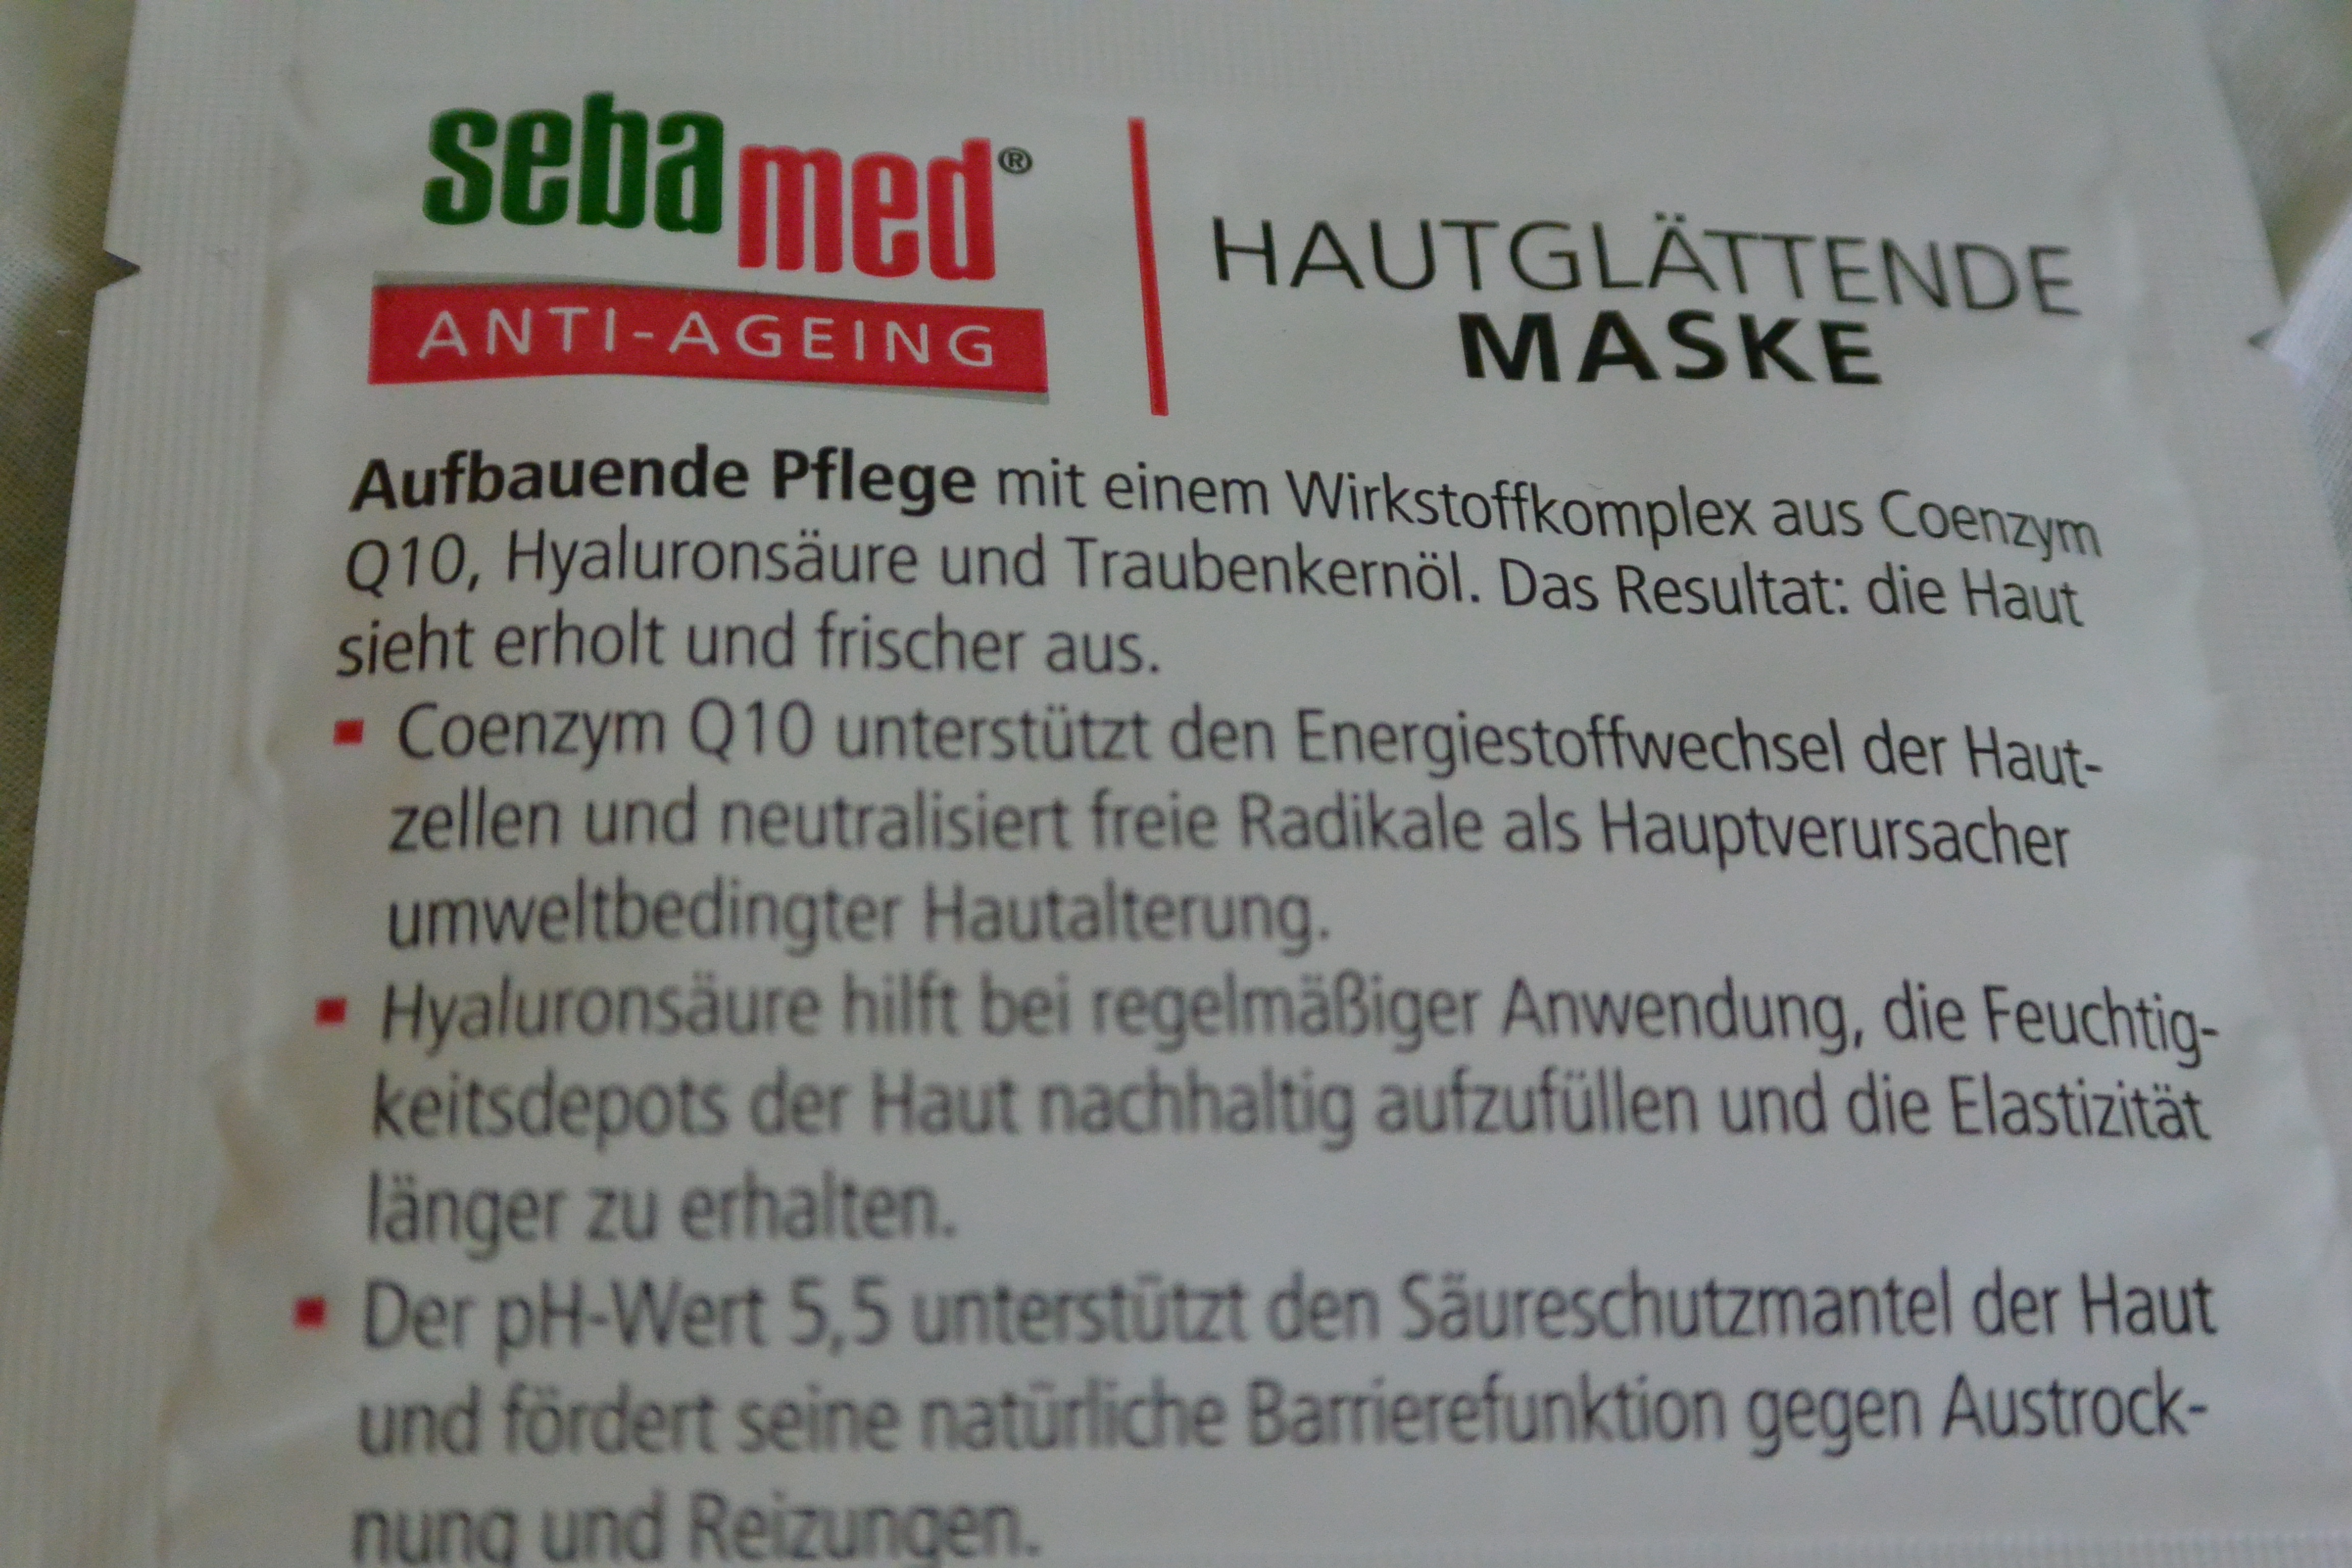 sebamed®
ANTI-AGEING
HAUTGLÄTTENDE
MASKE
Aufbauende Pflege mit einem Wirkstoffkomplex aus Coenzym
Q10, Hyaluronsäure und Traubenkernöl. Das Resultat: die Haut
sieht erholt und frischer aus.
▪ Coenzym Q10 unterstützt den Energiestoffwechsel der Haut-
zellen und neutralisiert freie Radikale als Hauptverursacher
umweltbedingter Hautalterung.
▪ Hyaluronsäure hilft bei regelmäßiger Anwendung, die Feuchtig-
keitsdepots der Haut nachhaltig aufzufüllen und die Elastizität
länger zu erhalten.
▪ Der pH-Wert 5,5 unterstützt den Säureschutzmantel der Haut
und fördert seine natürliche Barrierefunktion gegen Austrock-
nung und Reizungen.